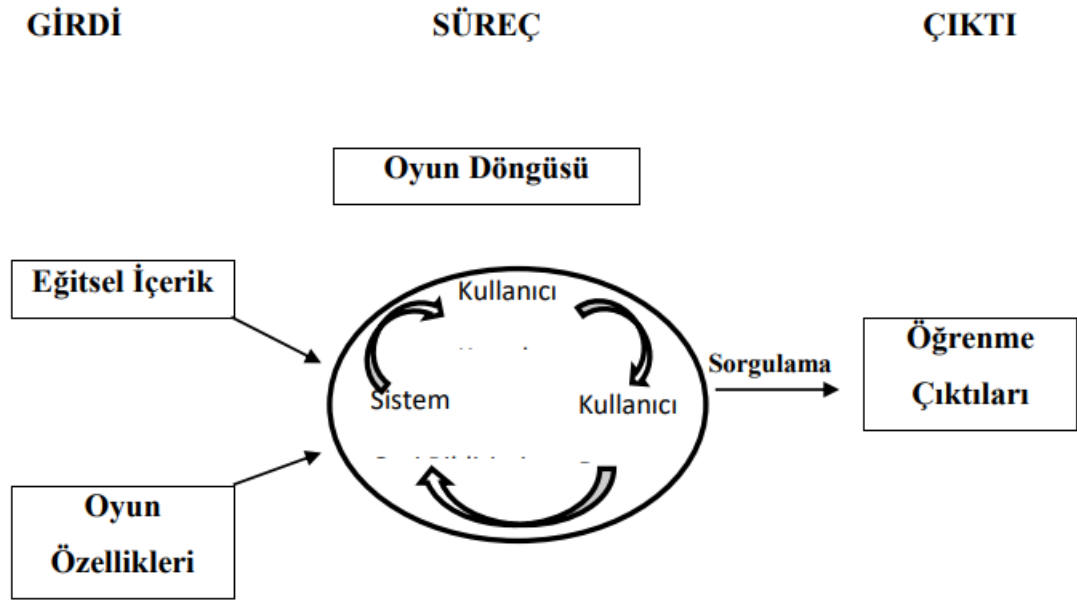 GİRDİ
SÜREÇ
ÇIKTI
Oyun Döngüsü
Eğitsel İçerik
Kullanıcı
Sistem
Kullanıcı
Sorgulama
Öğrenme
Çıktıları
Oyun
Özellikleri